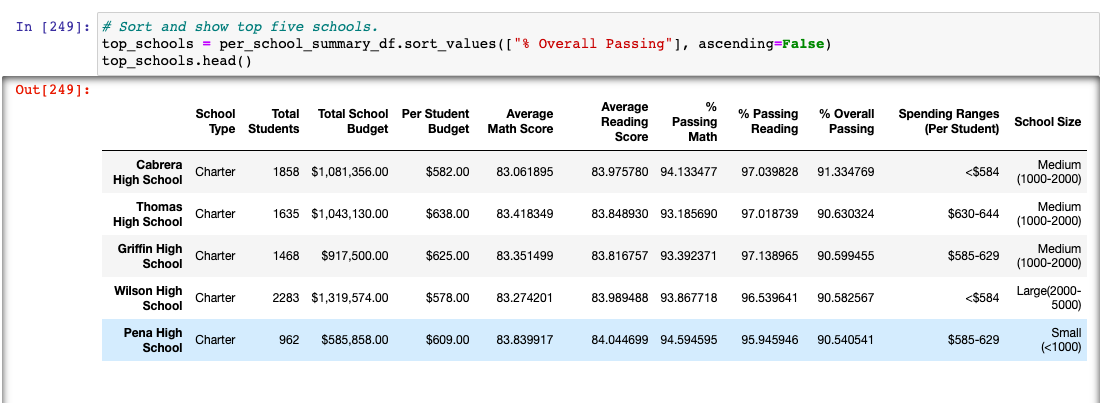 In [249]: # Sort and show top five schools.
top_schools = per_school_summary_df.sort_values(["% Overall Passing"], ascending=False)
top_schools.head()
Out[249]:
School Type Total Students Total School Budget Per Student Budget Average Math Score Average Reading Score % Passing Math % Passing Reading % Overall Passing Spending Ranges (Per Student) School Size
Cabrera High School Charter 1858 $1,081,356.00 $582.00 83.061895 83.975780 94.133477 97.039828 91.334769 <$584 Medium (1000-2000)
Thomas High School Charter 1635 $1,043,130.00 $638.00 83.418349 83.848930 93.185690 97.018739 90.630324 $630-644 Medium (1000-2000)
Griffin High School Charter 1468 $917,500.00 $625.00 83.351499 83.816757 93.392371 97.138965 90.599455 $585-629 Medium (1000-2000)
Wilson High School Charter 2283 $1,319,574.00 $578.00 83.274201 83.989488 93.867718 96.539641 90.582567 <$584 Large(2000-5000)
Pena High School Charter 962 $585,858.00 $609.00 83.839917 84.044699 94.594595 95.945946 90.540541 $585-629 Small (<1000)